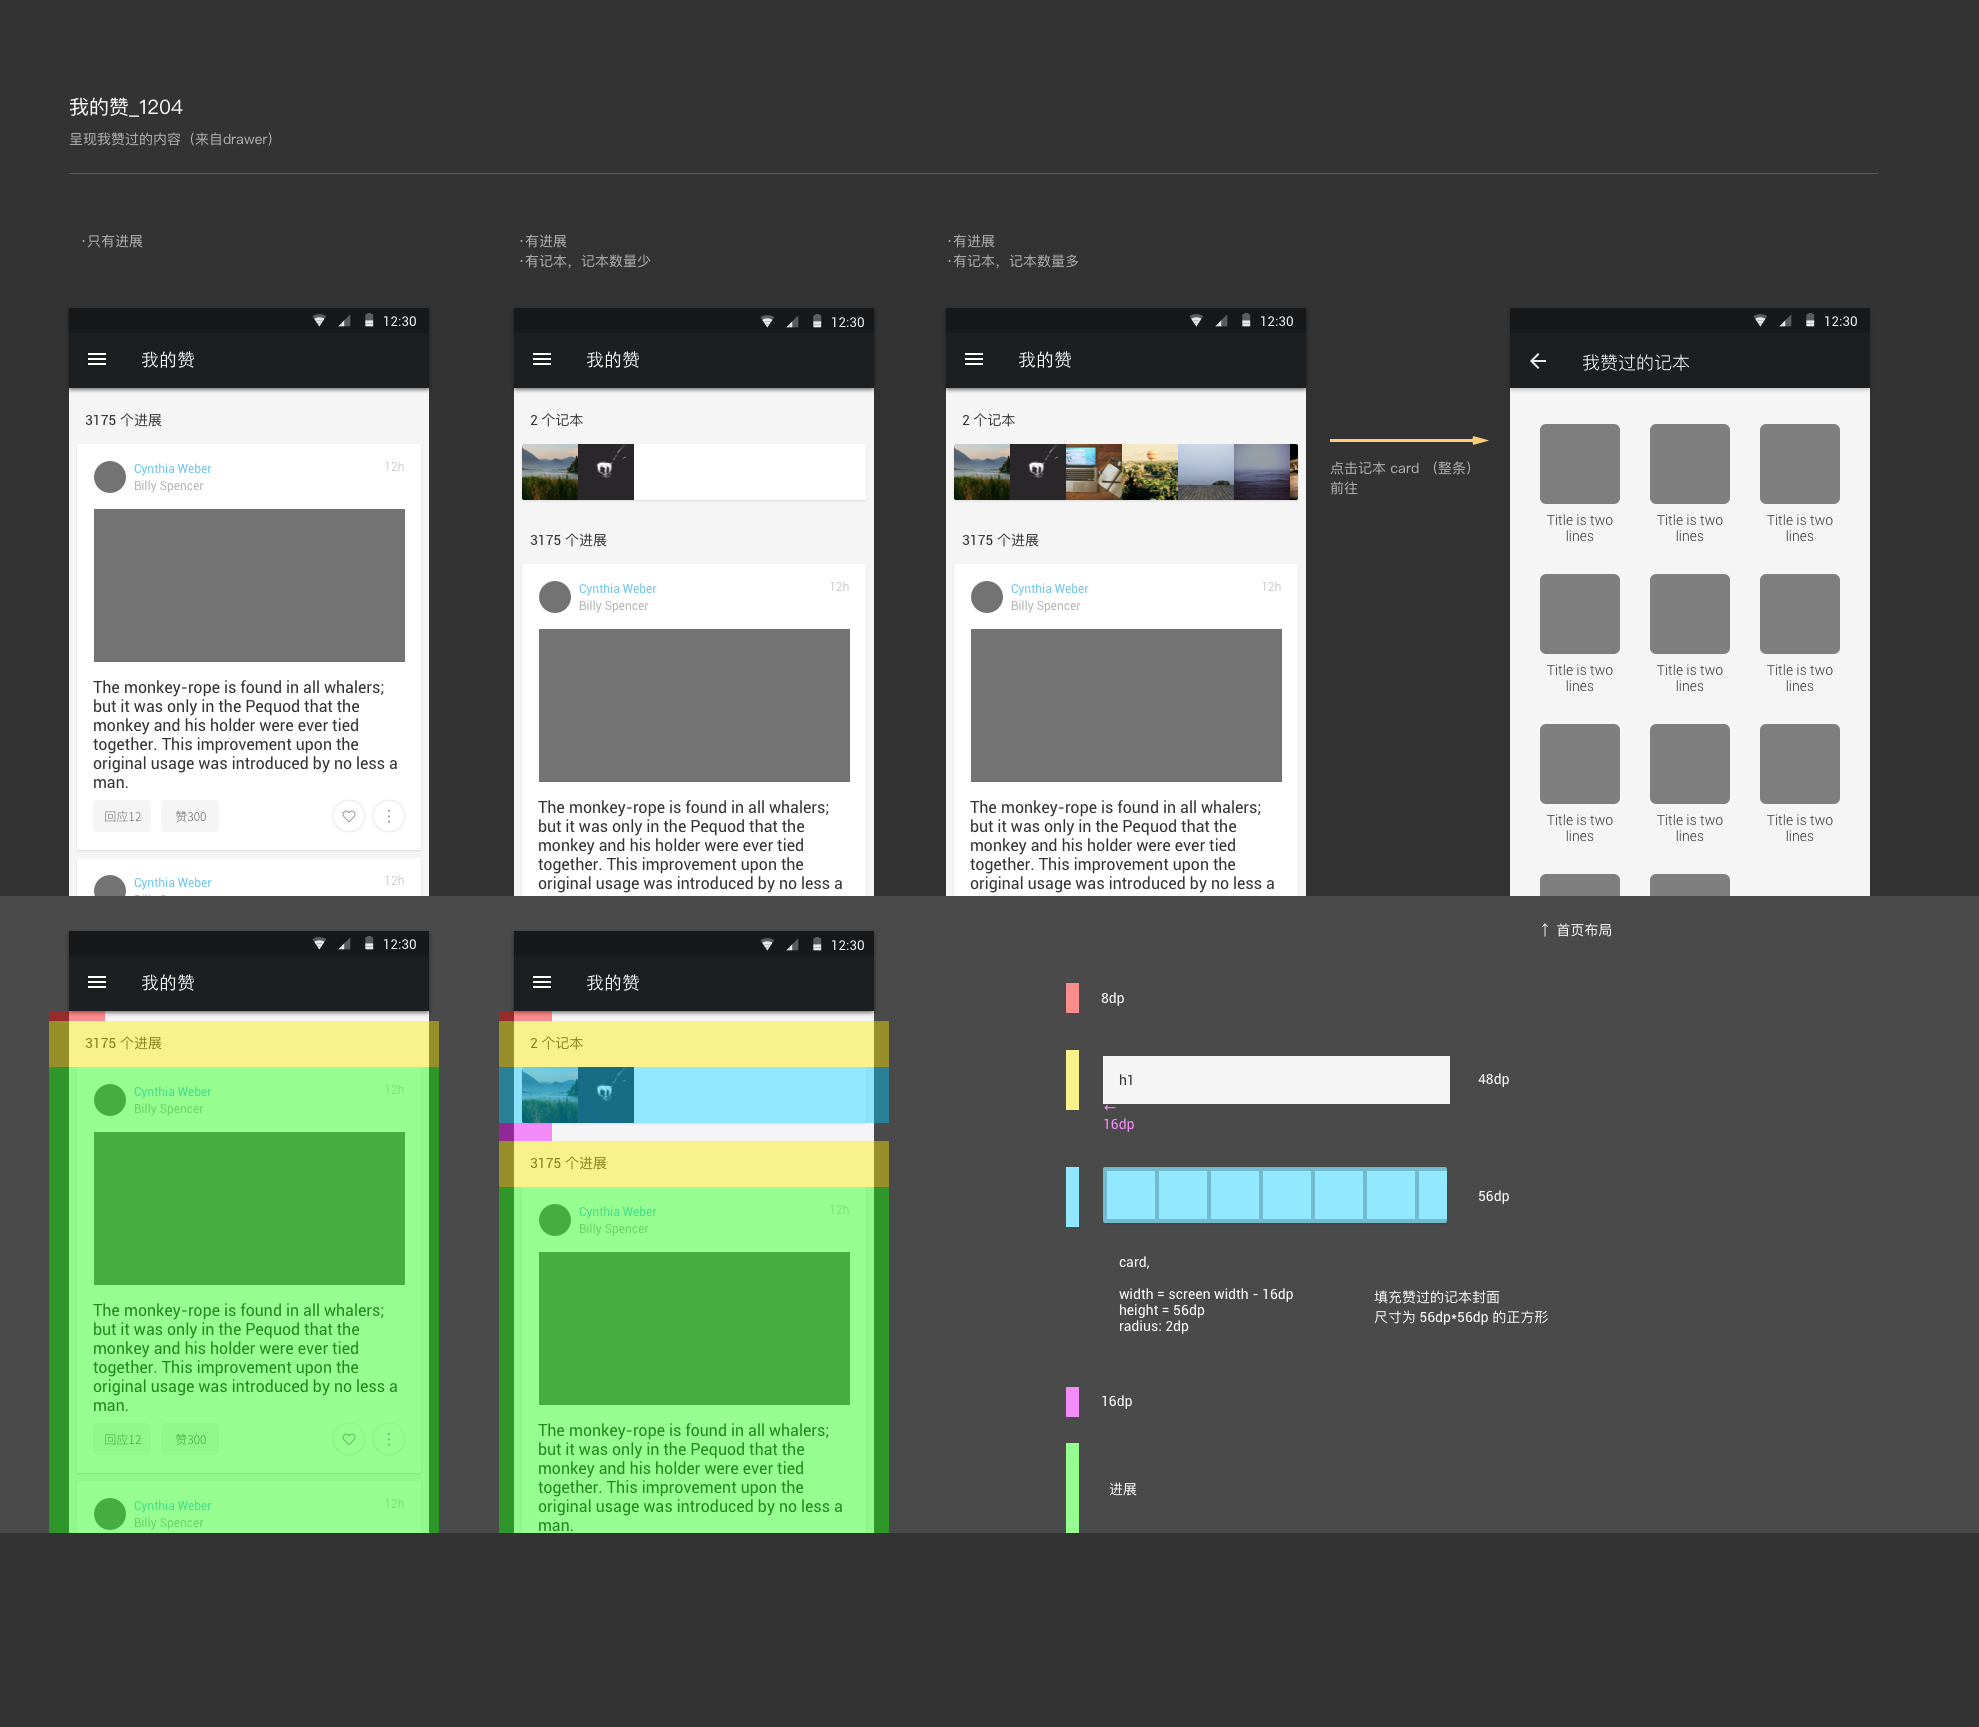 我的赞_1204
呈现我赞过的内容（来自drawer）
·只有进展
·有进展
·有记本，记本数量少
·有进展
·有记本，记本数量多
12:30
我的赞
3175 个进展
Cynthia Weber
12h
Billy Spencer
The monkey-rope is found in all whalers;
but it was only in the Pequod that the
monkey and his holder were ever tied
together. This improvement upon the
original usage was introduced by no less a
man.
回应12
赞300
Cynthia Weber
12h
12:30
我的赞
2 个记本
3175 个进展
Cynthia Weber
12h
Billy Spencer
The monkey-rope is found in all whalers;
but it was only in the Pequod that the
monkey and his holder were ever tied
together. This improvement upon the
original usage was introduced by no less a
12:30
我的赞
2 个记本
3175 个进展
Cynthia Weber
12h
Billy Spencer
The monkey-rope is found in all whalers;
but it was only in the Pequod that the
monkey and his holder were ever tied
together. This improvement upon the
original usage was introduced by no less a
点击记本 card （整条）
前往
12:30
我赞过的记本
Title is two
lines
Title is two
lines
Title is two
lines
Title is two
lines
Title is two
lines
Title is two
lines
Title is two
lines
Title is two
lines
Title is two
lines
↑ 首页布局
12:30
我的赞
3175 个进展
Cynthia Weber
12h
Billy Spencer
The monkey-rope is found in all whalers;
but it was only in the Pequod that the
monkey and his holder were ever tied
together. This improvement upon the
original usage was introduced by no less a
man.
回应12
赞300
Cynthia Weber
12h
Billy Spencer
12:30
我的赞
2 个记本
3175 个进展
Cynthia Weber
12h
Billy Spencer
The monkey-rope is found in all whalers;
but it was only in the Pequod that the
monkey and his holder were ever tied
together. This improvement upon the
original usage was introduced by no less a
man.
8dp
h1
48dp
←
16dp
56dp
card,
width = screen width - 16dp
height = 56dp
radius: 2dp
填充赞过的记本封面
尺寸为 56dp*56dp 的正方形
16dp
进展